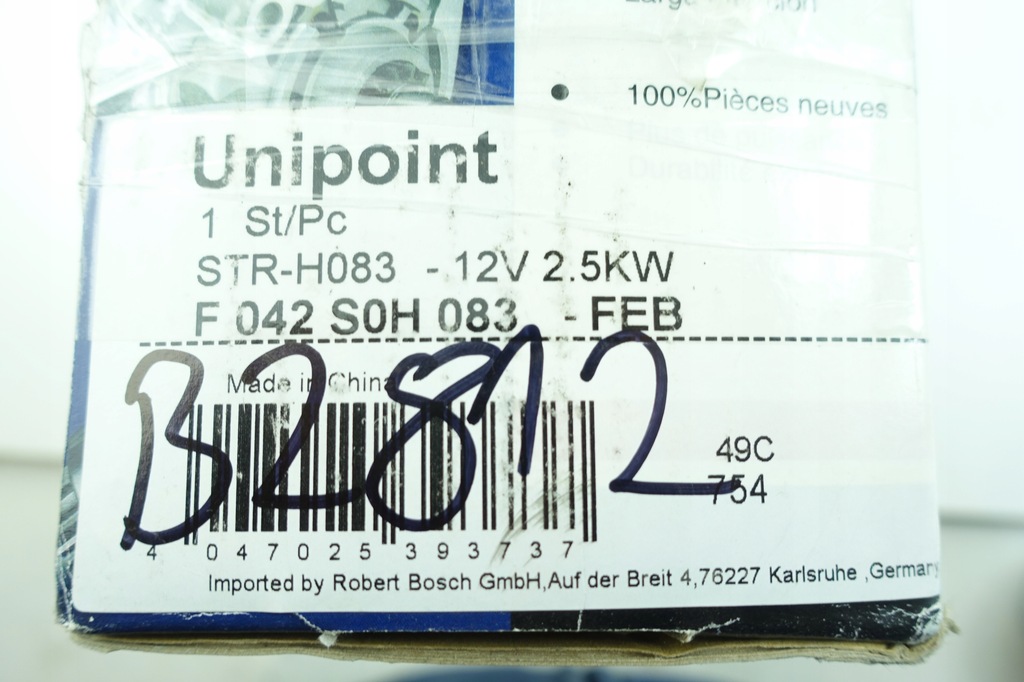 100%Pièces neuves
Unipoint
1 St/Pc
STR-H083 - 12V 2.5KW
F 042 S0H 083 - FEB
B2812
Made in China
49C
754
4 047025 393737
Imported by Robert Bosch GmbH,Auf der Breit 4,76227 Karlsruhe ,Germany